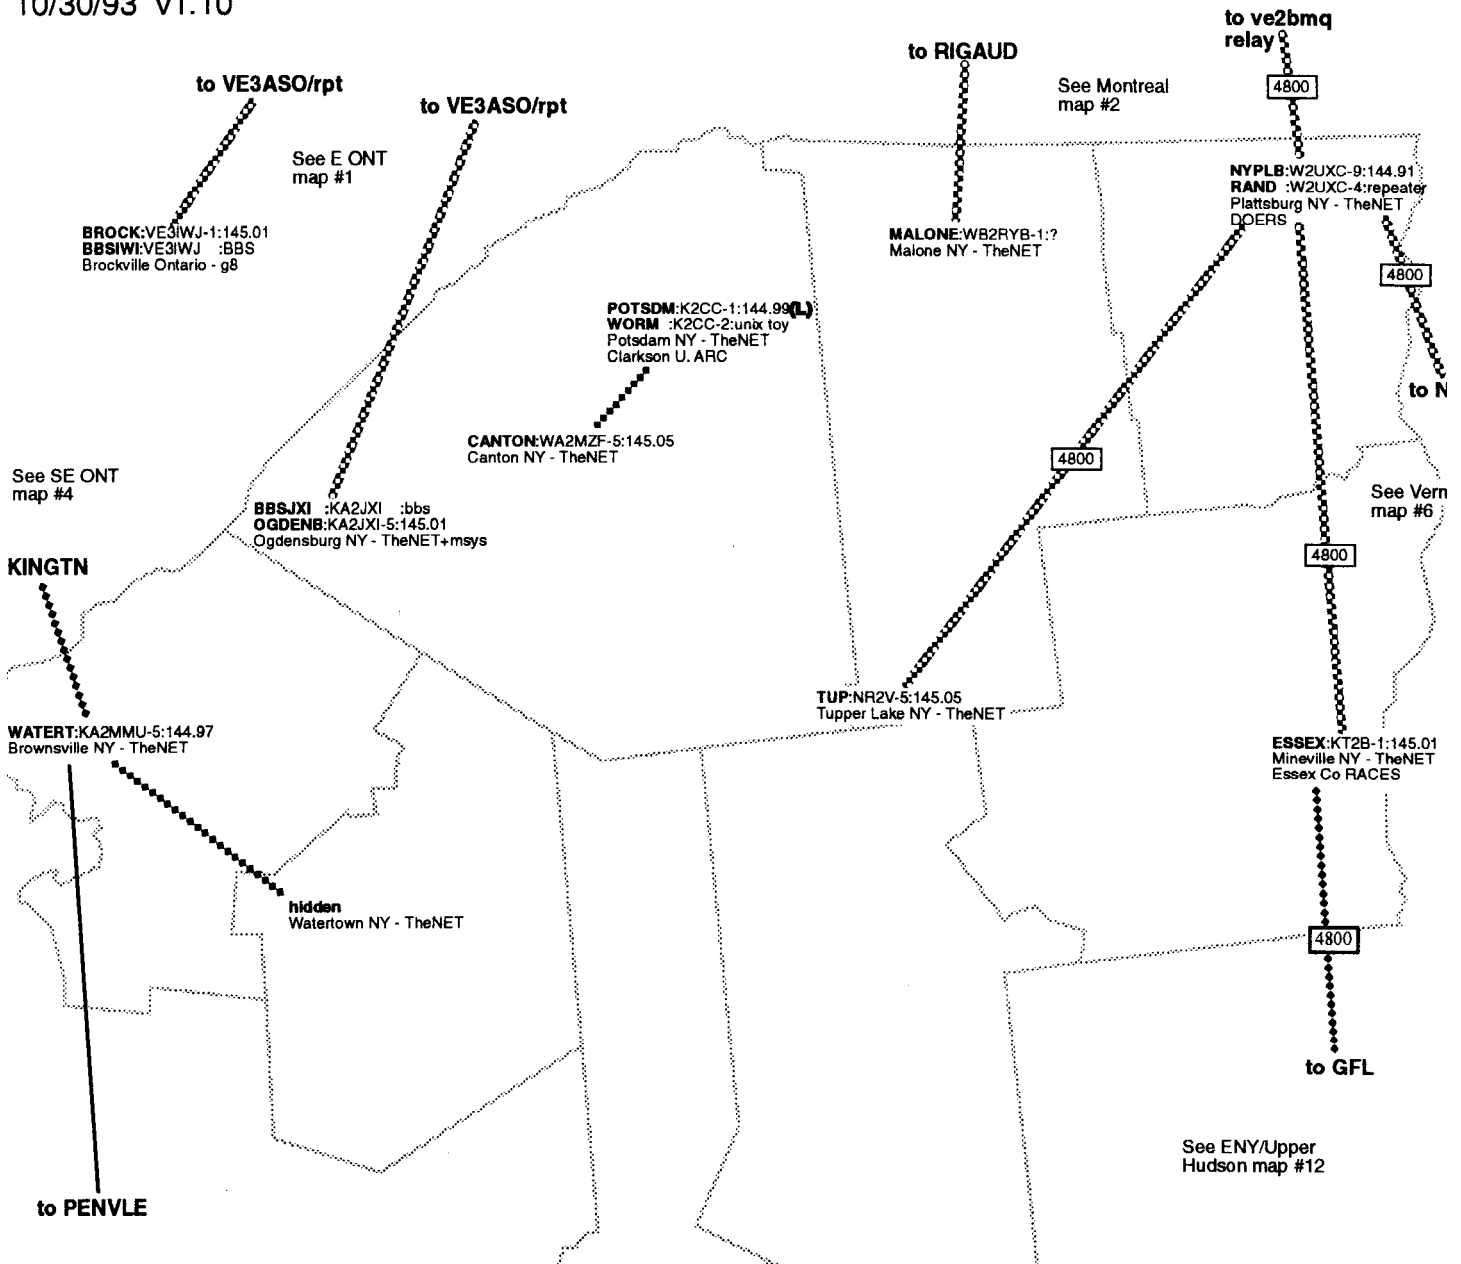 10/30/93 V1.10
to ve2bmq
relay
to RIGAUD
4800
to VE3ASO/rpt
to VE3ASO/rpt
See Montreal
map #2
See E ONT
map #1
NYPLB:W2UXC-9:144.91
RAND :W2UXC-4:repeater
Plattsburg NY - TheNET
DOERS
BROCK:VE3IWJ-1:145.01
BBSIWI:VE3IWJ :BBS
Brockville Ontario - g8
MALONE:WB2RYB-1:?
Malone NY - TheNET
4800
POTSDM:K2CC-1:144.99(L)
WORM :K2CC-2:unix toy
Potsdam NY - TheNET
Clarkson U. ARC
to N
CANTON:WA2MZF-5:145.05
Canton NY - TheNET
4800
See SE ONT
map #4
See Verm
map #6
BBSJXI :KA2JXI :bbs
OGDENB:KA2JXI-5:145.01
Ogdensburg NY - TheNET+msys
4800
KINGTN
TUP:NR2V-5:145.05
Tupper Lake NY - TheNET
WATERT:KA2MMU-5:144.97
Brownsville NY - TheNET
ESSEX:KT2B-1:145.01
Mineville NY - TheNET
Essex Co RACES
hidden
Watertown NY - TheNET
4800
to GFL
See ENY/Upper
Hudson map #12
to PENVLE